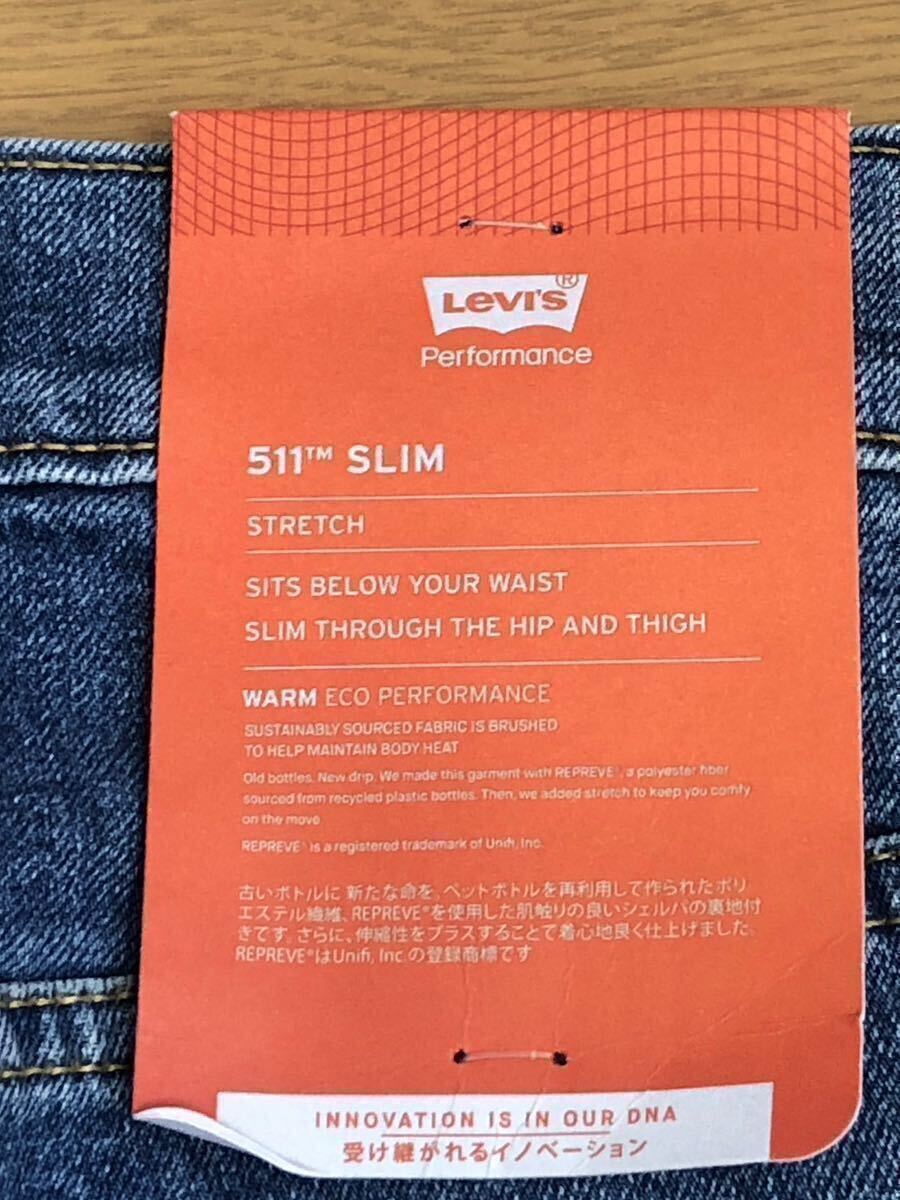 LEVI'S®
Performance
511™ SLIM
STRETCH
SITS BELOW YOUR WAIST
SLIM THROUGH THE HIP AND THIGH
WARM ECO PERFORMANCE
SUSTAINABLY SOURCED FABRIC IS BRUSHED
TO HELP MAINTAIN BODY HEAT
Old bottles. New drip. We made this garment with REPREVE®, a polyester fiber
sourced from recycled plastic bottles. Then, we added stretch to keep you comfy
on the move.
REPREVE® is a registered trademark of Unifi, Inc.
古いボトルに 新たな命を。ペットボトルを再利用して作られたポリ
エステル繊維、REPREVE®を使用した肌触りの良いシェルパの裏地付
きです。さらに、伸縮性をプラスすることで着心地良く仕上げました。
REPREVE®はUnifi, Inc.の登録商標です
INNOVATION IS IN OUR DNA
受け継がれるイノベーション